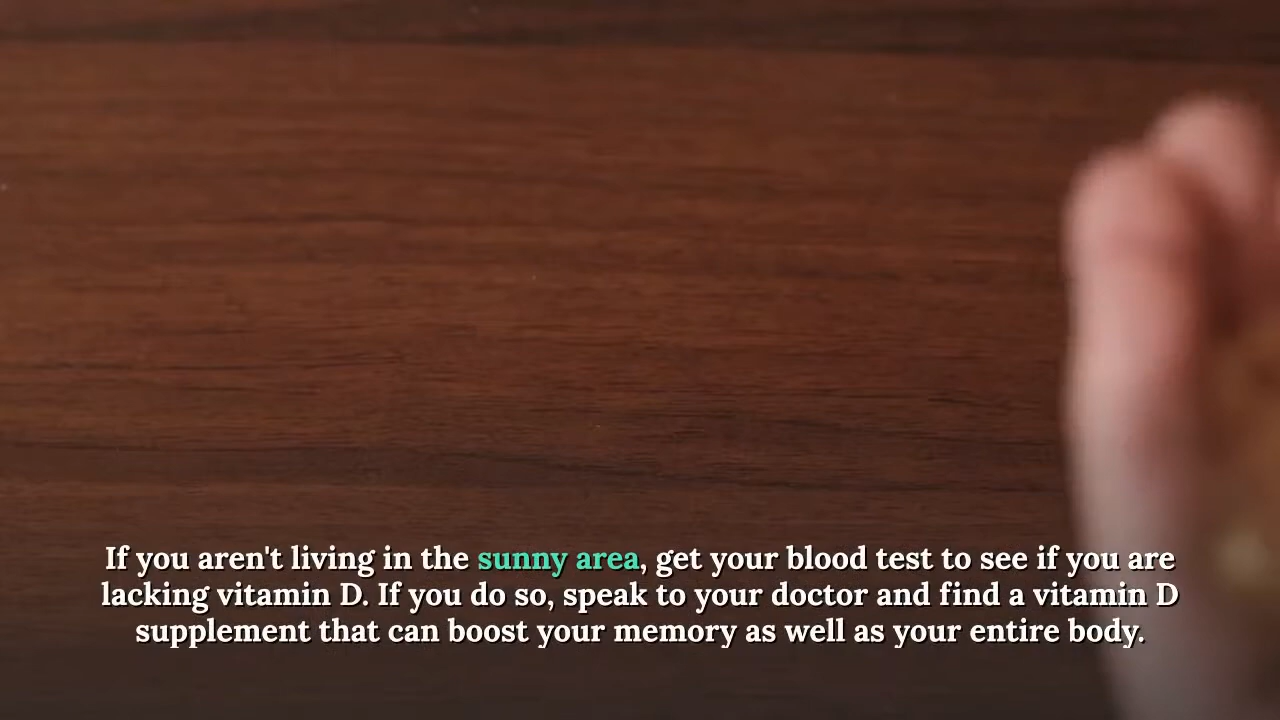 If you aren't living in the sunny area, get your blood test to see if you are
lacking vitamin D. If you do so, speak to your doctor and find a vitamin D
supplement that can boost your memory as well as your entire body.